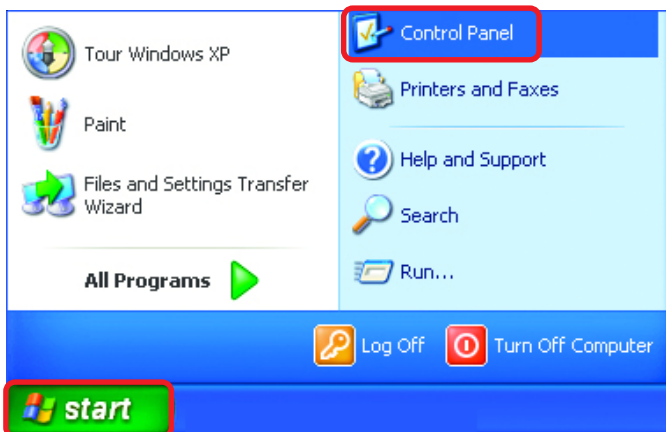 Tour Windows XP
Paint
Files and Settings Transfer
Wizard
All Programs
Control Panel
Printers and Faxes
Help and Support
Search
Run...
Log Off
Turn Off Computer
start